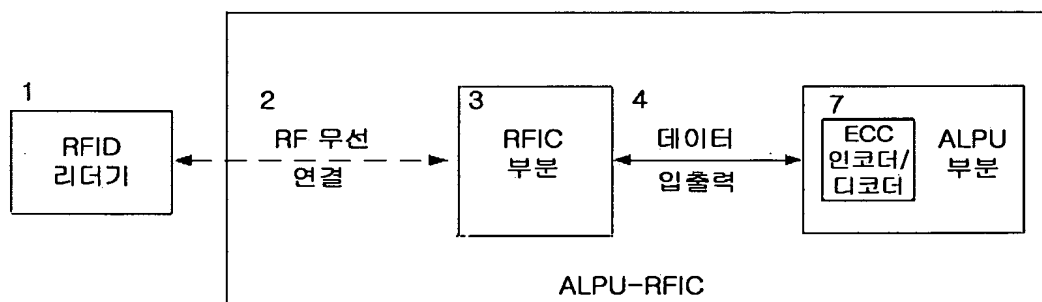 1
RFID
리더기
2
RF 무선
연결
3
RFIC
부분
4
데이터
입출력
7
ECC
인코더/
디코더
ALPU
부분
ALPU-RFIC